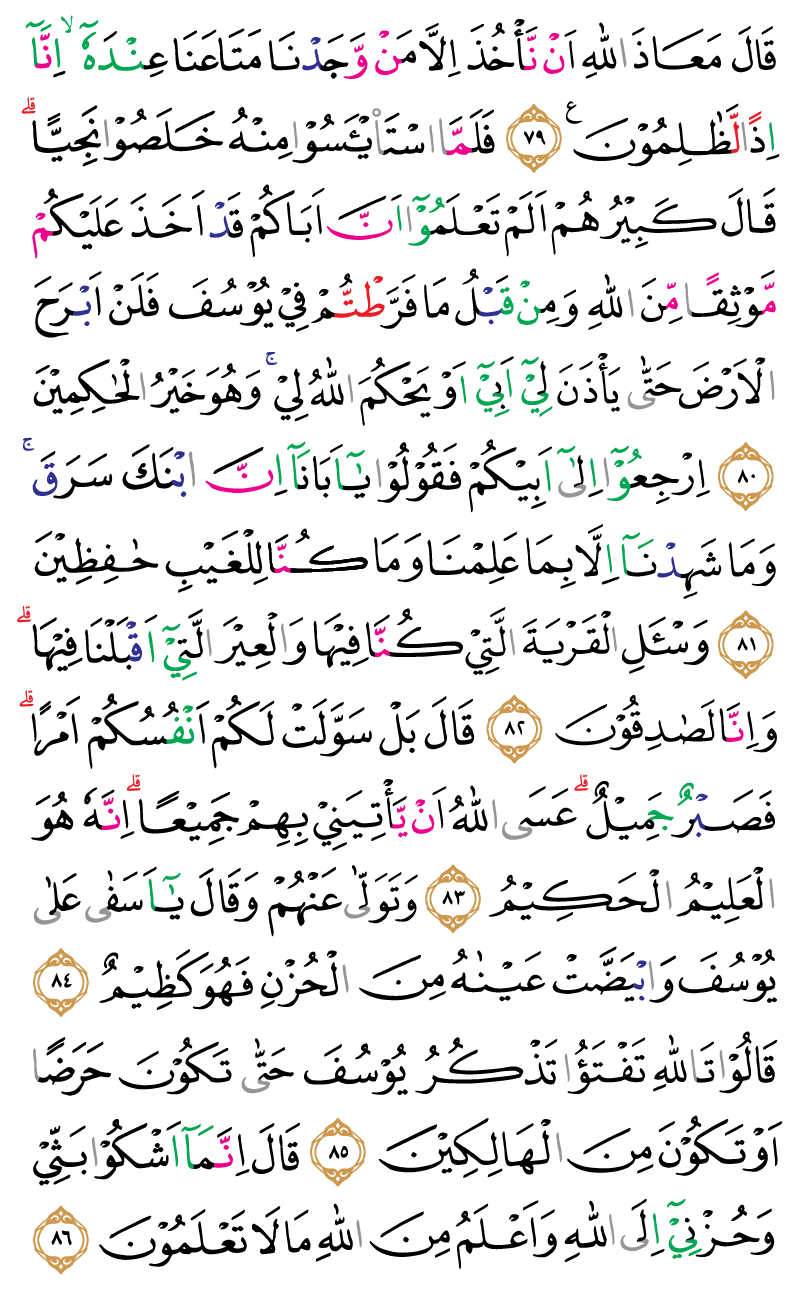 قَالَ مَعَاذَ اللّٰهِ اَنْ نَّأْخُذَ اِلَّا مَنْ وَّجَدْنَا مَتَاعَنَا عِنْدَهٗٓ ۙ اِنَّٓا
اِذًا لَّظٰلِمُوْنَ ࣖ ٧٩ فَلَمَّا اسْتَا۟يْـَٔسُوْا مِنْهُ خَلَصُوْا نَجِيًّا ۗ
قَالَ كَبِيْرُهُمْ اَلَمْ تَعْلَمُوْٓا اَنَّ اَبَاكُمْ قَدْ اَخَذَ عَلَيْكُمْ
مَّوْثِقًا مِّنَ اللّٰهِ وَمِنْ قَبْلُ مَا فَرَّطْتُّمْ فِيْ يُوْسُفَ فَلَنْ اَبْرَحَ
الْاَرْضَ حَتّٰى يَأْذَنَ لِيْٓ اَبِيْٓ اَوْ يَحْكُمَ اللّٰهُ لِيْ ۚ وَهُوَ خَيْرُ الْحٰكِمِيْنَ
٨٠ اِرْجِعُوْٓا اِلٰٓى اَبِيْكُمْ فَقُوْلُوْا يٰٓاَبَانَآ اِنَّ ابْنَكَ سَرَقَ ۚ
وَمَا شَهِدْنَآ اِلَّا بِمَا عَلِمْنَا وَمَا كُنَّا لِلْغَيْبِ حٰفِظِيْنَ
٨١ وَسْـَٔلِ الْقَرْيَةَ الَّتِيْ كُنَّا فِيْهَا وَالْعِيْرَ الَّتِيْٓ اَقْبَلْنَا فِيْهَا ۗ
وَاِنَّا لَصٰدِقُوْنَ ٨٢ قَالَ بَلْ سَوَّلَتْ لَكُمْ اَنْفُسُكُمْ اَمْرًا ۗ
فَصَبْرٌ جَمِيْلٌ ۗ عَسَى اللّٰهُ اَنْ يَّأْتِيَنِيْ بِهِمْ جَمِيْعًا ۗ اِنَّهٗ هُوَ
الْعَلِيْمُ الْحَكِيْمُ ٨٣ وَتَوَلّٰى عَنْهُمْ وَقَالَ يٰٓاَسَفٰى عَلٰى
يُوْسُفَ وَابْيَضَّتْ عَيْنٰهُ مِنَ الْحُزْنِ فَهُوَ كَظِيْمٌ ٨٤
قَالُوْا تَاللّٰهِ تَفْتَؤُا تَذْكُرُ يُوْسُفَ حَتّٰى تَكُوْنَ حَرَضًا
اَوْ تَكُوْنَ مِنَ الْهَالِكِيْنَ ٨٥ قَالَ اِنَّمَآ اَشْكُوْا بَثِّيْ
وَحُزْنِيْٓ اِلَى اللّٰهِ وَاَعْلَمُ مِنَ اللّٰهِ مَا لَا تَعْلَمُوْنَ ٨٦